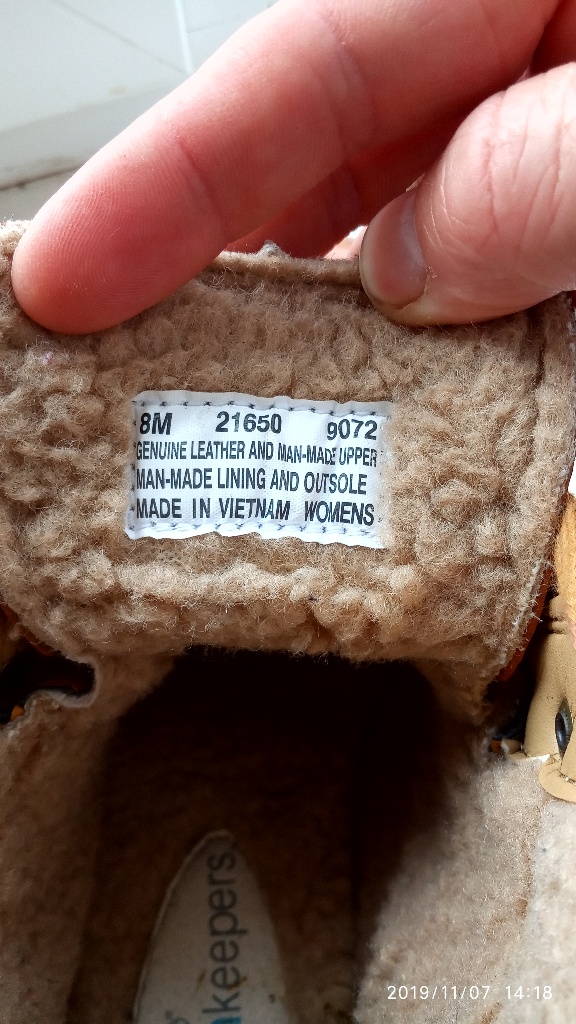 8M 21650 9072
GENUINE LEATHER AND MAN-MADE UPPER
MAN-MADE LINING AND OUTSOLE
MADE IN VIETNAM WOMENS
keepers
2019/11/07 14:18